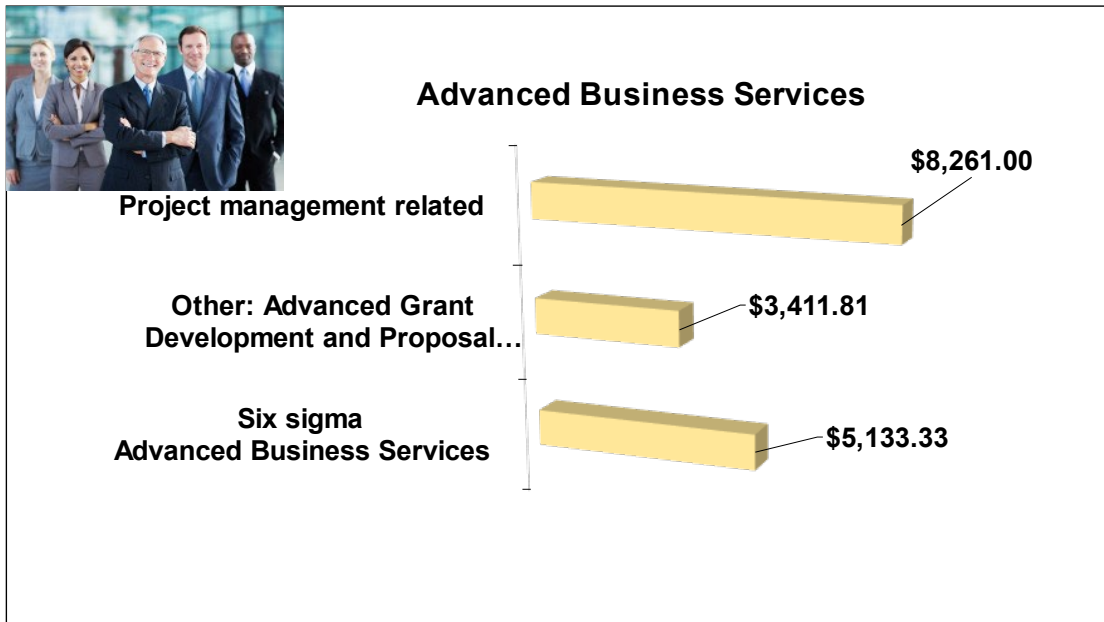 Advanced Business Services
$8,261.00
Project management related
Other: Advanced Grant
Development and Proposal…
$3,411.81
Six sigma
Advanced Business Services
$5,133.33